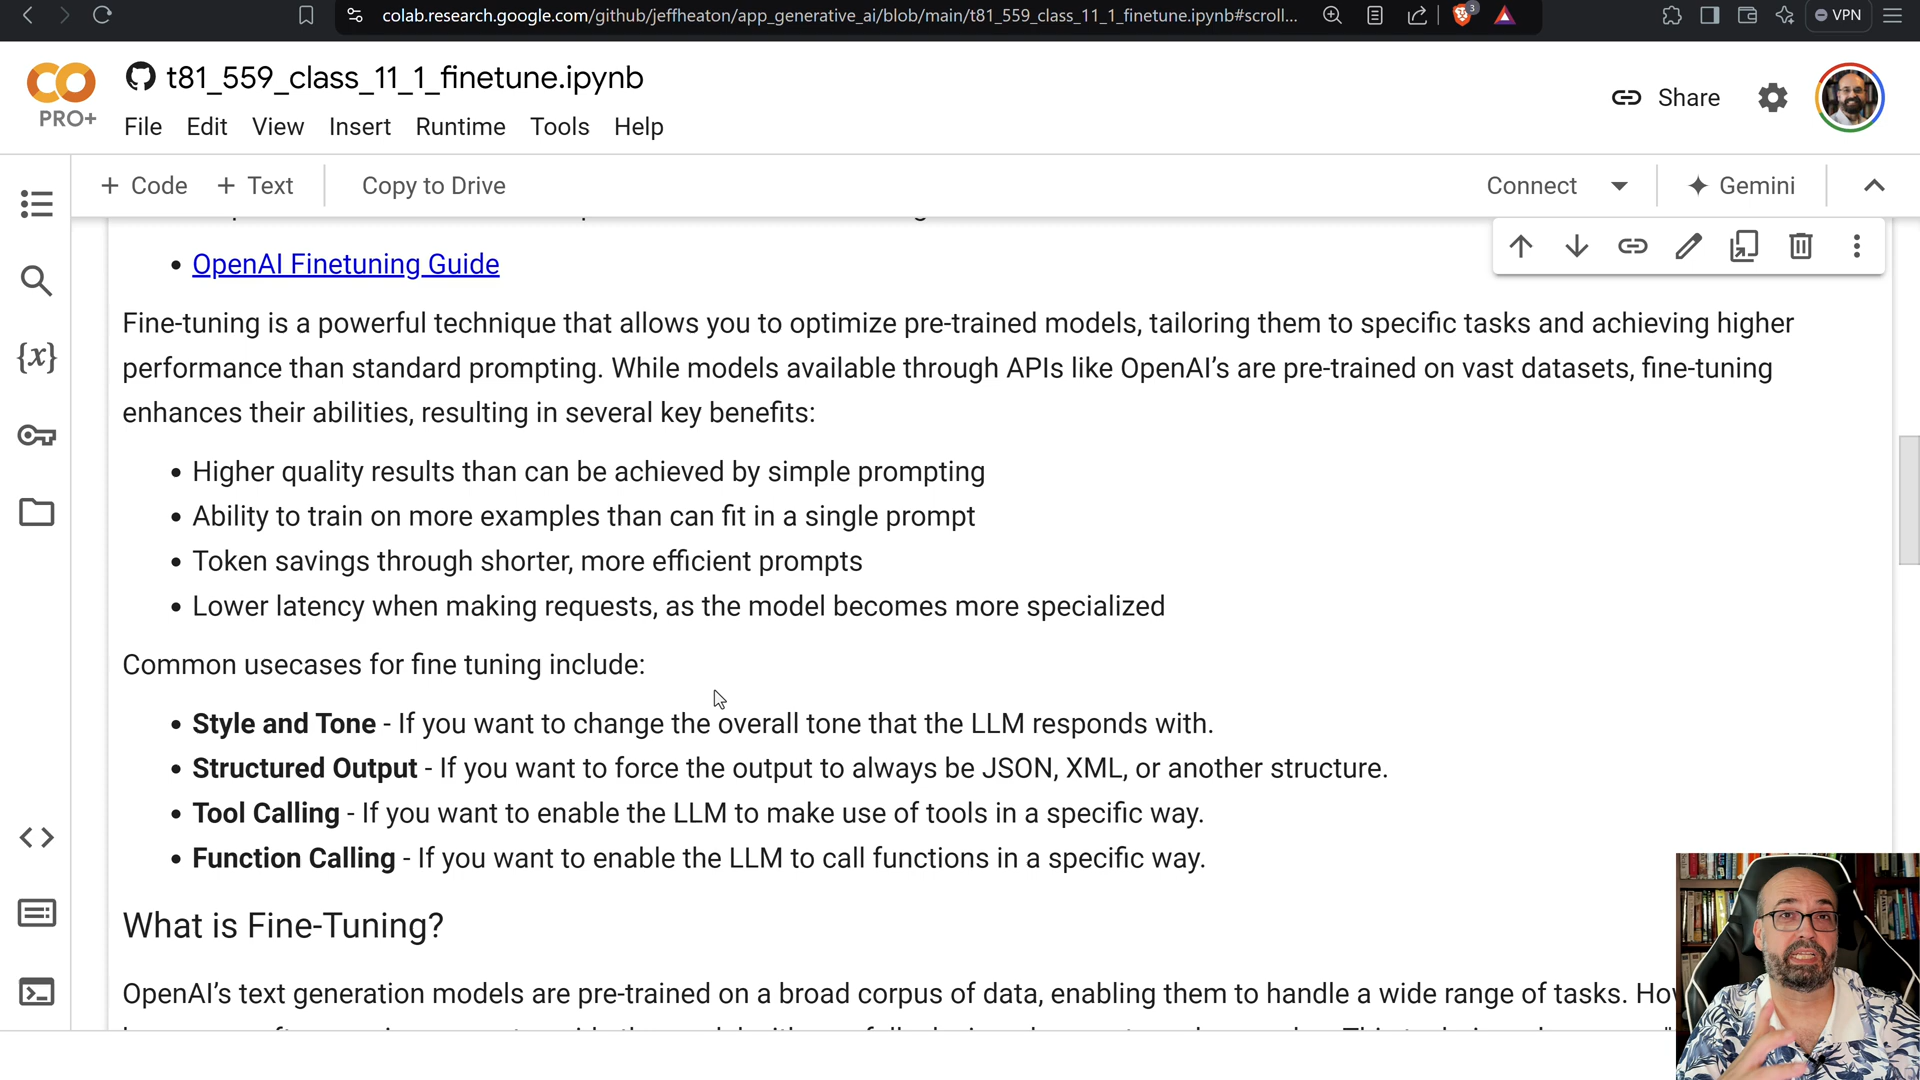 colab.research.google.com/github/jeffheaton/app_generative_ai/blob/main/t81_559_class_11_1_finetune.ipynb#scroll...
3
VPN
t81_559_class_11_1_finetune.ipynb
PRO+
File Edit View Insert Runtime Tools Help
Share
+ Code + Text Copy to Drive
Connect
Gemini
• OpenAI Finetuning Guide
Fine-tuning is a powerful technique that allows you to optimize pre-trained models, tailoring them to specific tasks and achieving higher
performance than standard prompting. While models available through APIs like OpenAI’s are pre-trained on vast datasets, fine-tuning
enhances their abilities, resulting in several key benefits:
• Higher quality results than can be achieved by simple prompting
• Ability to train on more examples than can fit in a single prompt
• Token savings through shorter, more efficient prompts
• Lower latency when making requests, as the model becomes more specialized
Common usecases for fine tuning include:
• Style and Tone - If you want to change the overall tone that the LLM responds with.
• Structured Output - If you want to force the output to always be JSON, XML, or another structure.
• Tool Calling - If you want to enable the LLM to make use of tools in a specific way.
• Function Calling - If you want to enable the LLM to call functions in a specific way.
What is Fine-Tuning?
OpenAI’s text generation models are pre-trained on a broad corpus of data, enabling them to handle a wide range of tasks.